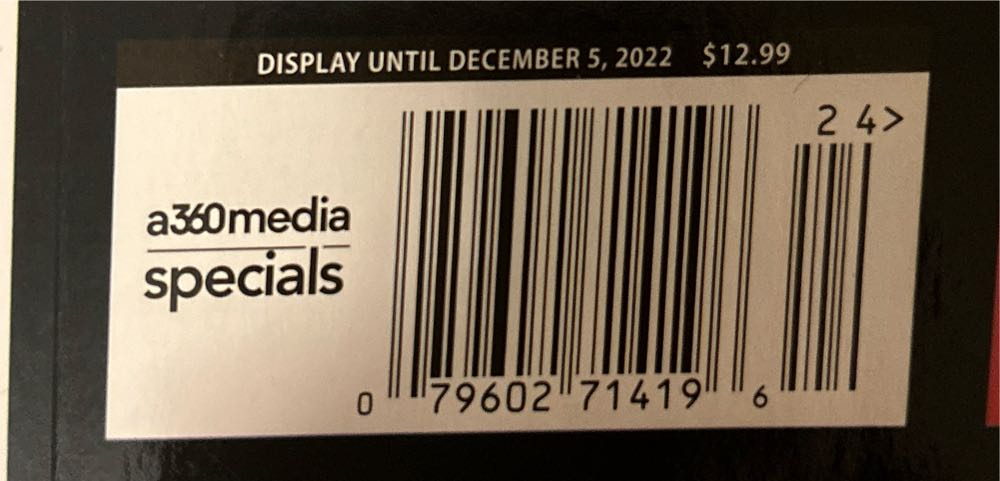 DISPLAY UNTIL DECEMBER 5, 2022 $12.99
2 4>
a360media
specials
0 79602 71419 6